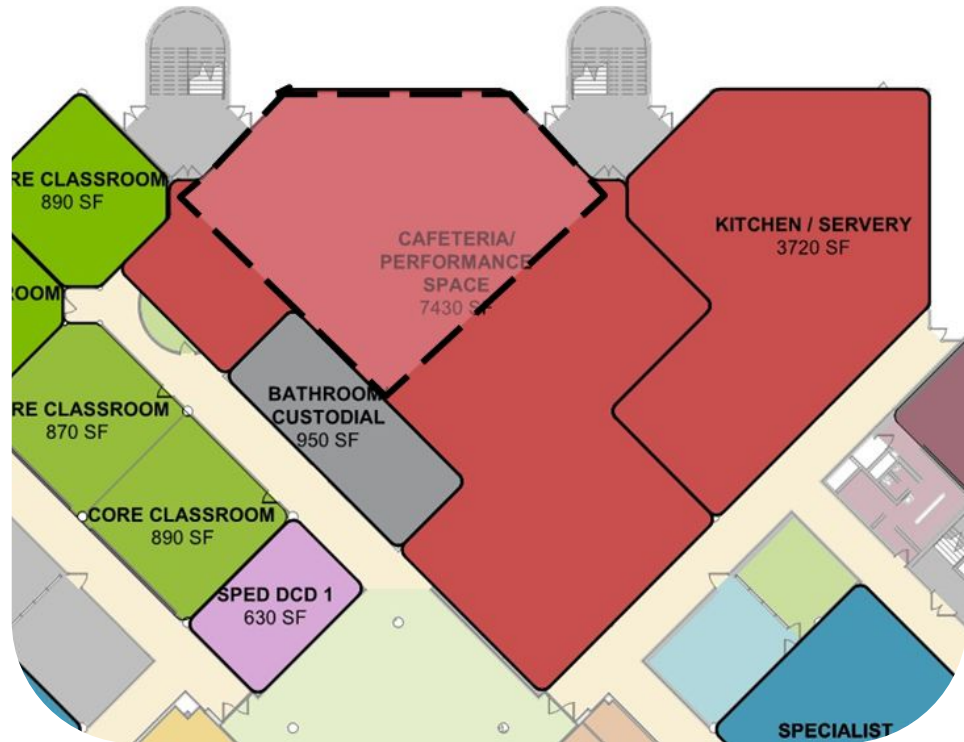 RE CLASSROOM
890 SF
KITCHEN / SERVERY
3720 SF
CAFETERIA/
PERFORMANCE
SPACE
7430 SF
ROOM
RE CLASSROOM
870 SF
BATHROOM
CUSTODIAL
950 SF
CORE CLASSROOM
890 SF
SPED DCD 1
630 SF
SPECIALIST